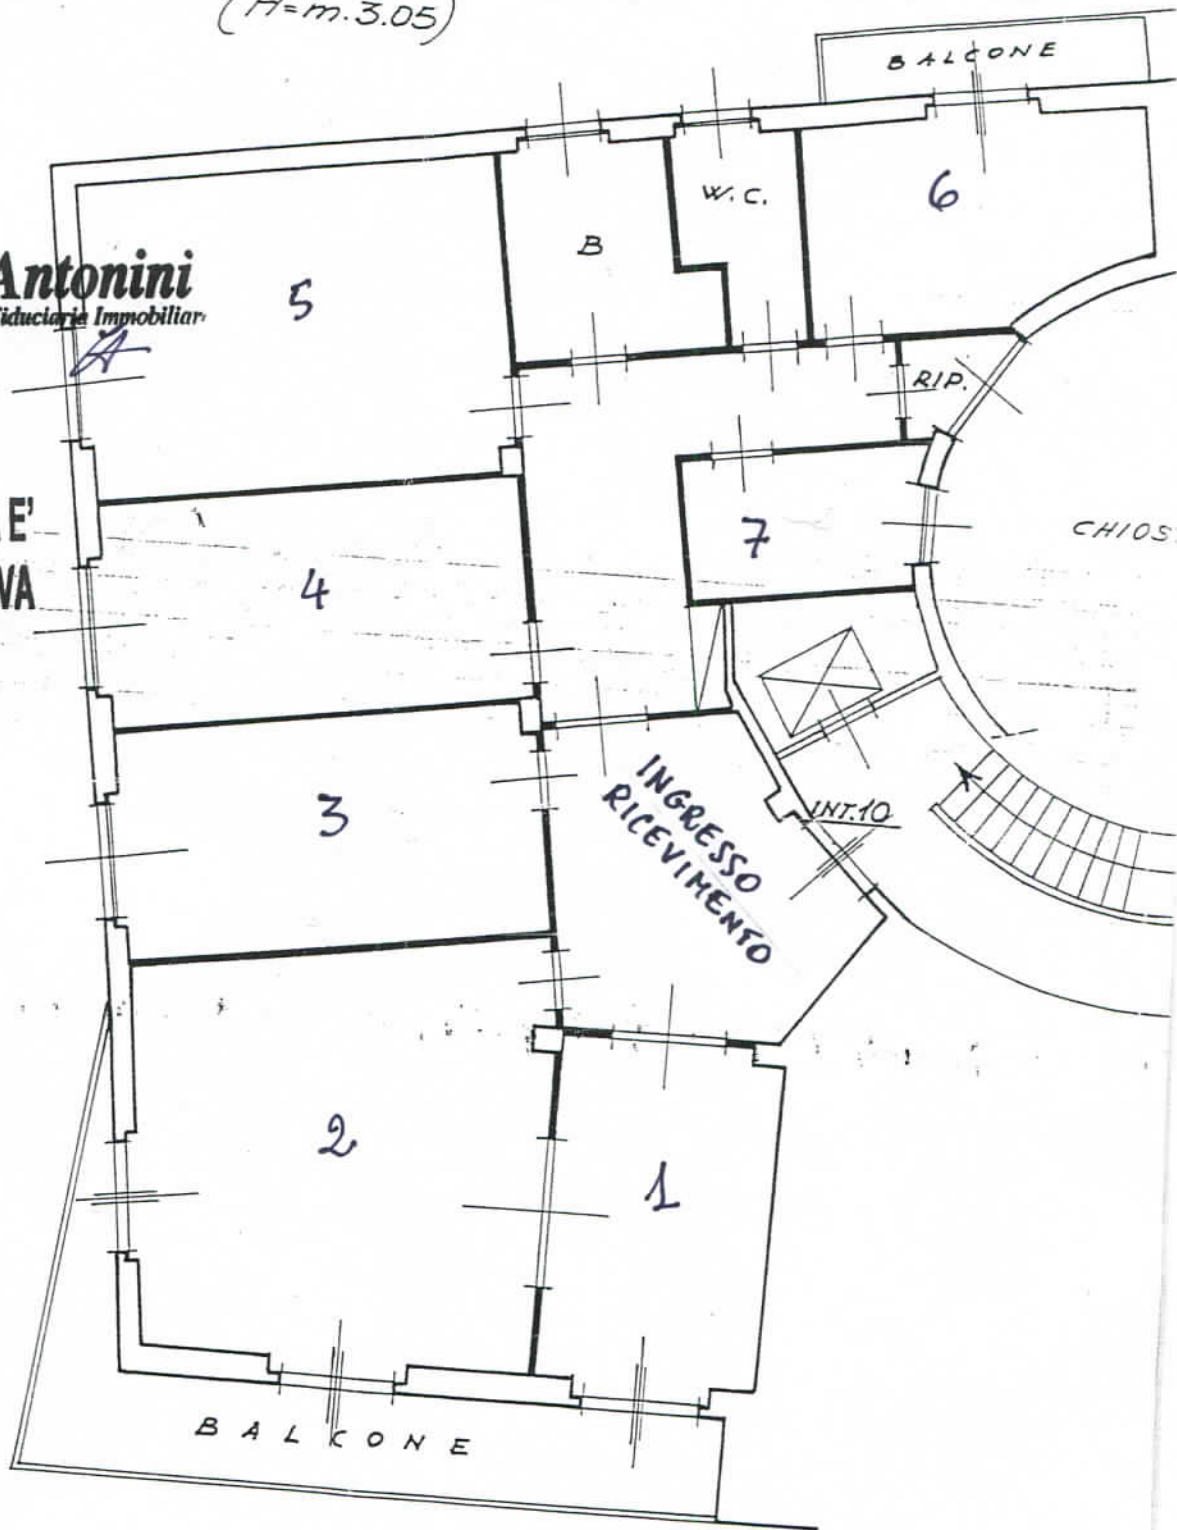 (H=m.3.05)
BALCONE
W.C.
6
B
Antonini
Fiduciaria Immobiliar
5
RIP.
E'
VA
7
CHIOS
4
3
INGRESSO
RICEVIMENTO
INT.10
2
1
BALCONE